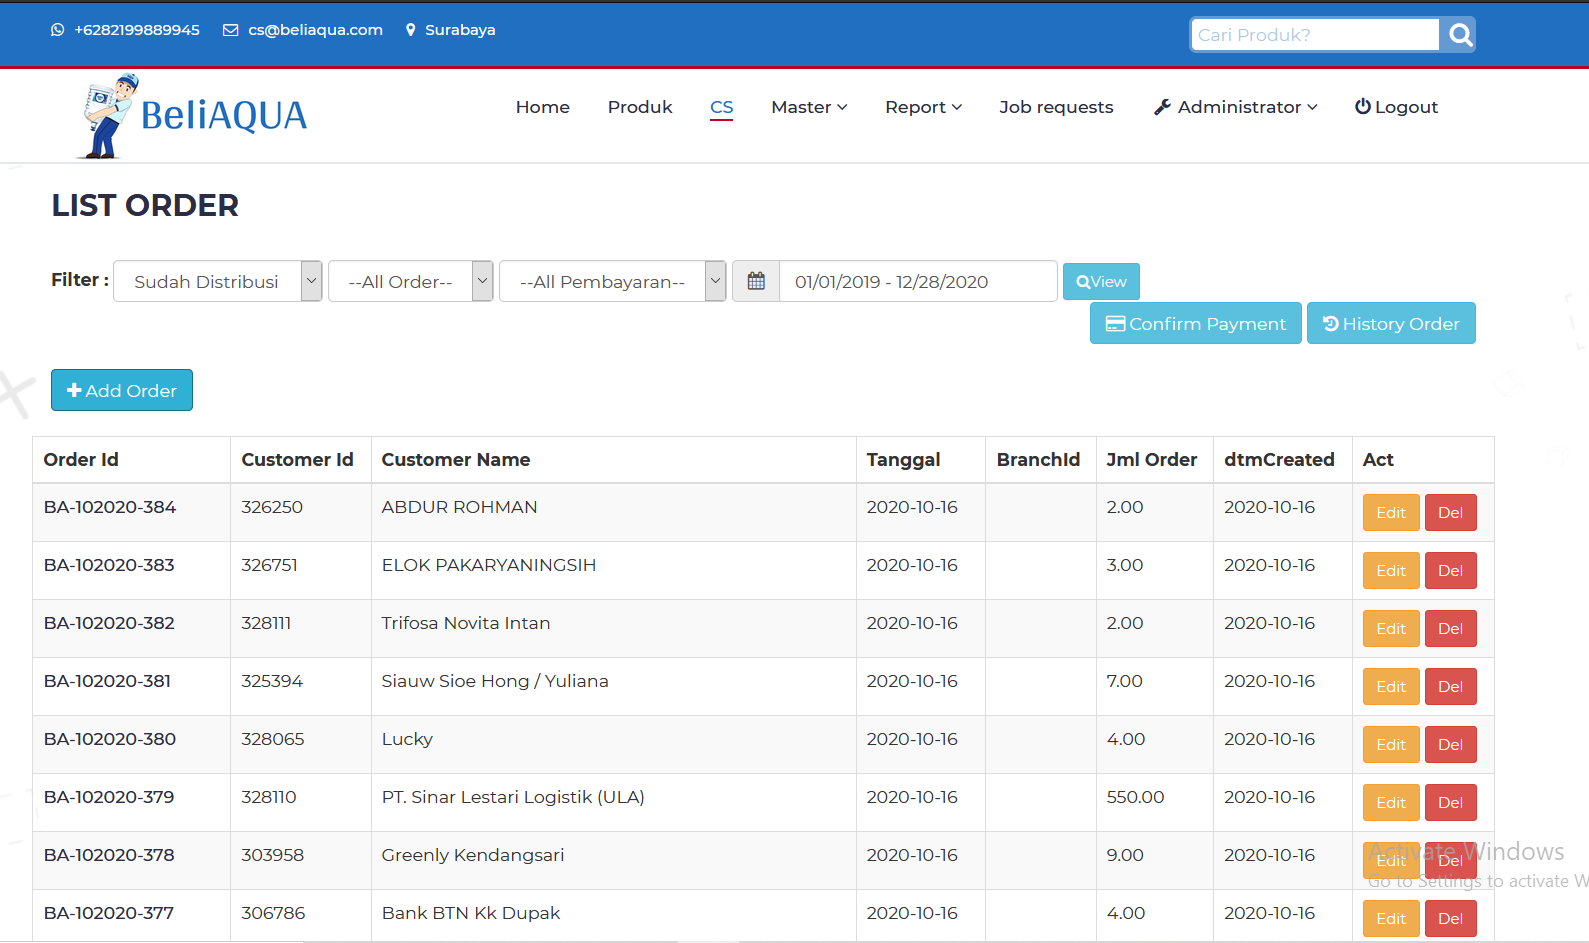 +6282199889945 cs@beliaqua.com Surabaya Cari Produk?
BeliAQUA Home Produk CS Master Report Job requests Administrator Logout
LIST ORDER
Filter : Sudah Distribusi --All Order-- --All Pembayaran-- 01/01/2019 - 12/28/2020 View
Confirm Payment History Order
Add Order
Order Id Customer Id Customer Name Tanggal BranchId Jml Order dtmCreated Act
BA-102020-384 326250 ABDUR ROHMAN 2020-10-16 2.00 2020-10-16 Edit Del
BA-102020-383 326751 ELOK PAKARYANINGSIH 2020-10-16 3.00 2020-10-16 Edit Del
BA-102020-382 328111 Trifosa Novita Intan 2020-10-16 2.00 2020-10-16 Edit Del
BA-102020-381 325394 Siauw Sioe Hong / Yuliana 2020-10-16 7.00 2020-10-16 Edit Del
BA-102020-380 328065 Lucky 2020-10-16 4.00 2020-10-16 Edit Del
BA-102020-379 328110 PT. Sinar Lestari Logistik (ULA) 2020-10-16 550.00 2020-10-16 Edit Del
BA-102020-378 303958 Greenly Kendangsari 2020-10-16 9.00 2020-10-16 Edit Del
Activate Windows
Go to Settings to activate W
BA-102020-377 306786 Bank BTN Kk Dupak 2020-10-16 4.00 2020-10-16 Edit Del